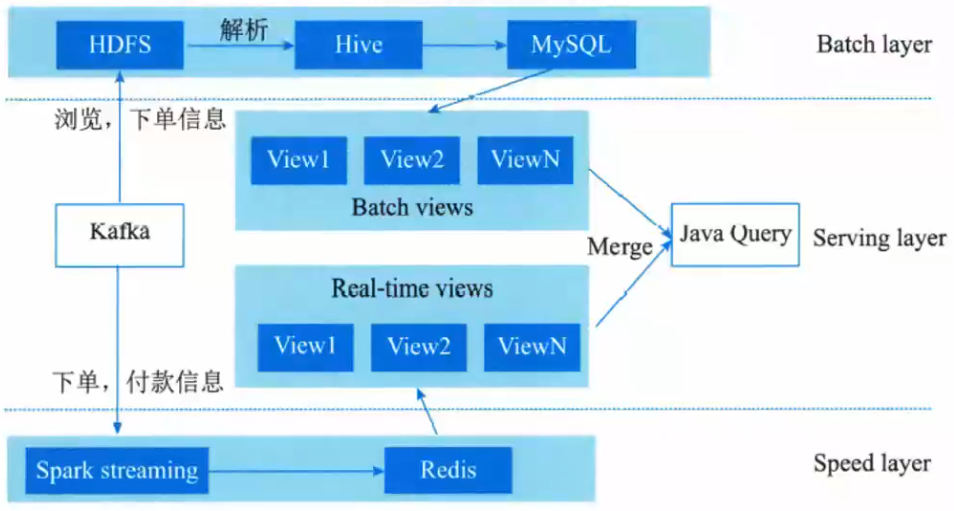 HDFS
解析
Hive
MySQL
Batch layer
浏览，下单信息
View1
View2
ViewN
Batch views
Kafka
Merge
Java Query
Serving layer
Real-time views
View1
View2
ViewN
下单，付款信息
Spark streaming
Redis
Speed layer